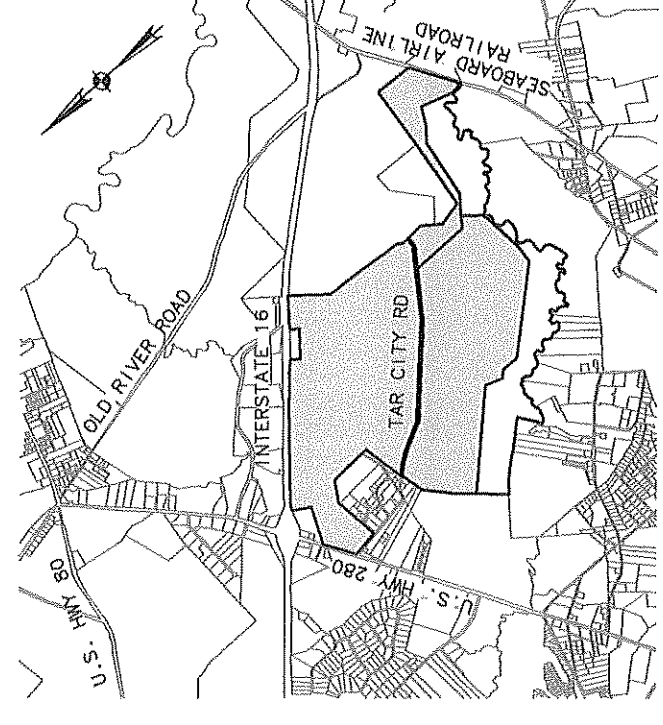 SEABOARD AIRLINE
RAILROAD
OLD RIVER ROAD
INTERSTATE 16
TAR CITY RD
U.S. HWY 280
U.S. HWY 80